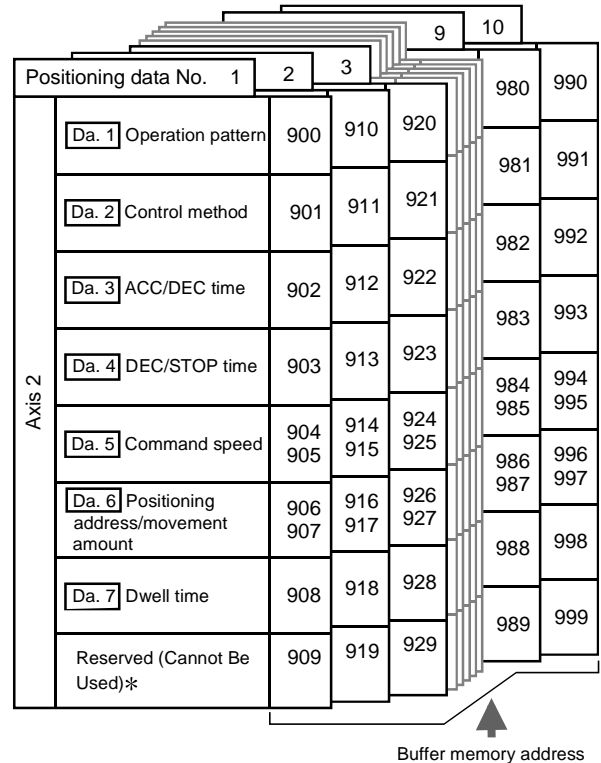 10
9
3
2
Positioning data No. 1
Da. 1 Operation pattern 900 910 920 980 990
Da. 2 Control method 901 911 921 981 991
Da. 3 ACC/DEC time 902 912 922 982 992
Da. 4 DEC/STOP time 903 913 923 983 993
Da. 5 Command speed 904 914 924 984 994
905 915 925 985 995
Da. 6 Positioning 906 916 926 986 996
address/movement 907 917 927 987 997
amount
Da. 7 Dwell time 908 918 928 988 998
Reserved (Cannot Be 909 919 929 989 999
Used)*
Axis 2
Buffer memory address